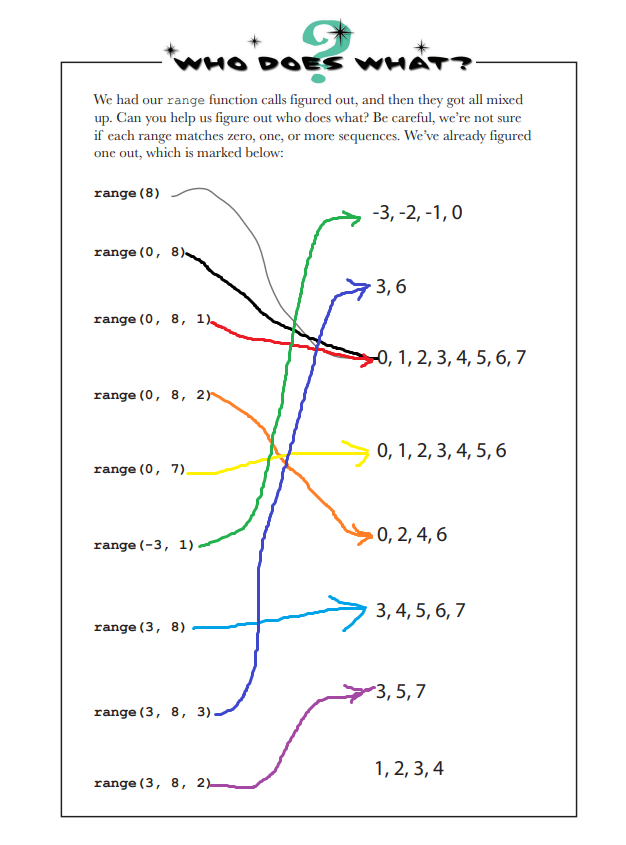 WHO DOES WHAT?
We had our range function calls figured out, and then they got all mixed
up. Can you help us figure out who does what? Be careful, we're not sure
if each range matches zero, one, or more sequences. We've already figured
one out, which is marked below:
range(8)
-3, -2, -1, 0
range(0, 8)
3, 6
range(0, 8, 1)
0, 1, 2, 3, 4, 5, 6, 7
range(0, 8, 2)
0, 1, 2, 3, 4, 5, 6
range(0, 7)
0, 2, 4, 6
range(-3, 1)
3, 4, 5, 6, 7
range(3, 8)
3, 5, 7
range(3, 8, 3)
1, 2, 3, 4
range(3, 8, 2)